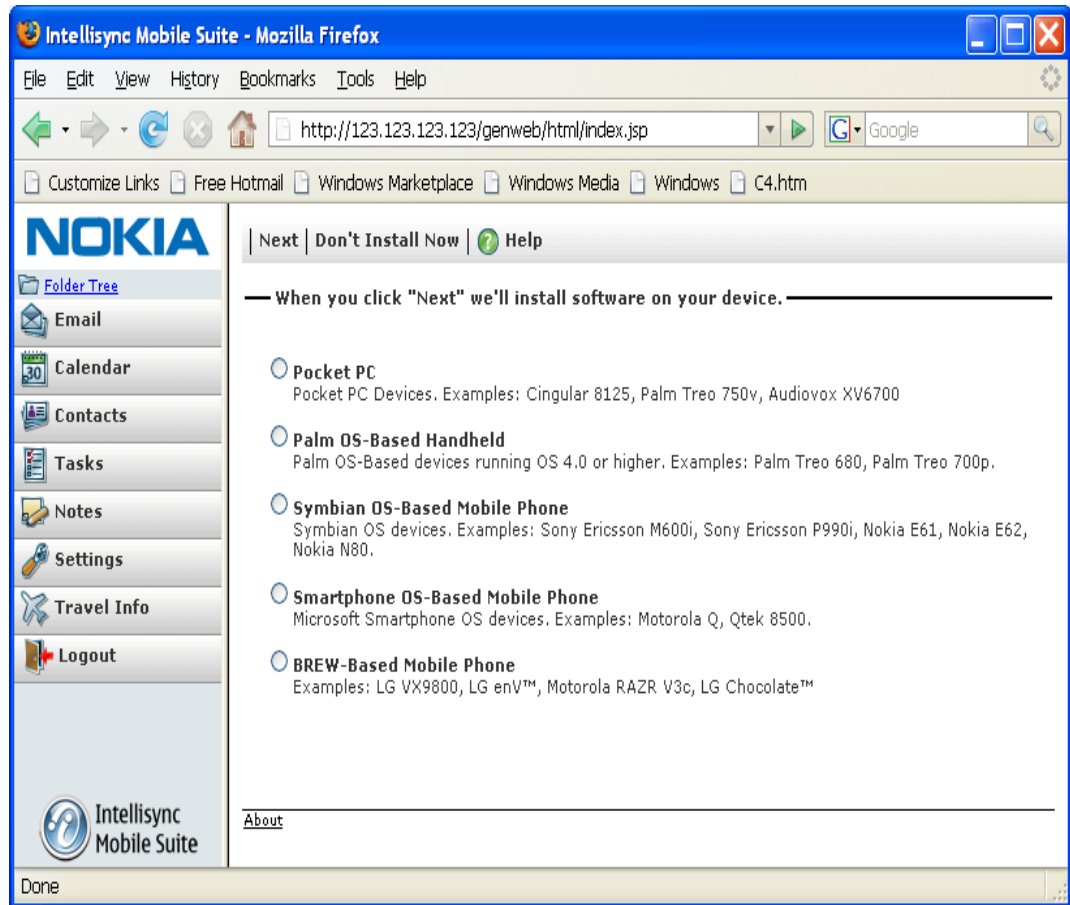 Intellisync Mobile Suite - Mozilla Firefox
File Edit View History Bookmarks Tools Help
http://123.123.123.123/genweb/html/index.jsp
G Google
Customize Links Free Hotmail Windows Marketplace Windows Media Windows C4.htm
NOKIA
Folder Tree
Email
30 Calendar
Contacts
Tasks
Notes
Settings
Travel Info
Logout
Intellisync
Mobile Suite
| Next | Don't Install Now | ? Help
When you click "Next" we'll install software on your device.
Pocket PC
Pocket PC Devices. Examples: Cingular 8125, Palm Treo 750v, Audiovox XV6700
Palm OS-Based Handheld
Palm OS-Based devices running OS 4.0 or higher. Examples: Palm Treo 680, Palm Treo 700p.
Symbian OS-Based Mobile Phone
Symbian OS devices. Examples: Sony Ericsson M600i, Sony Ericsson P990i, Nokia E61, Nokia E62,
Nokia N80.
Smartphone OS-Based Mobile Phone
Microsoft Smartphone OS devices. Examples: Motorola Q, Qtek 8500.
BREW-Based Mobile Phone
Examples: LG VX9800, LG enV™, Motorola RAZR V3c, LG Chocolate™
About
Done